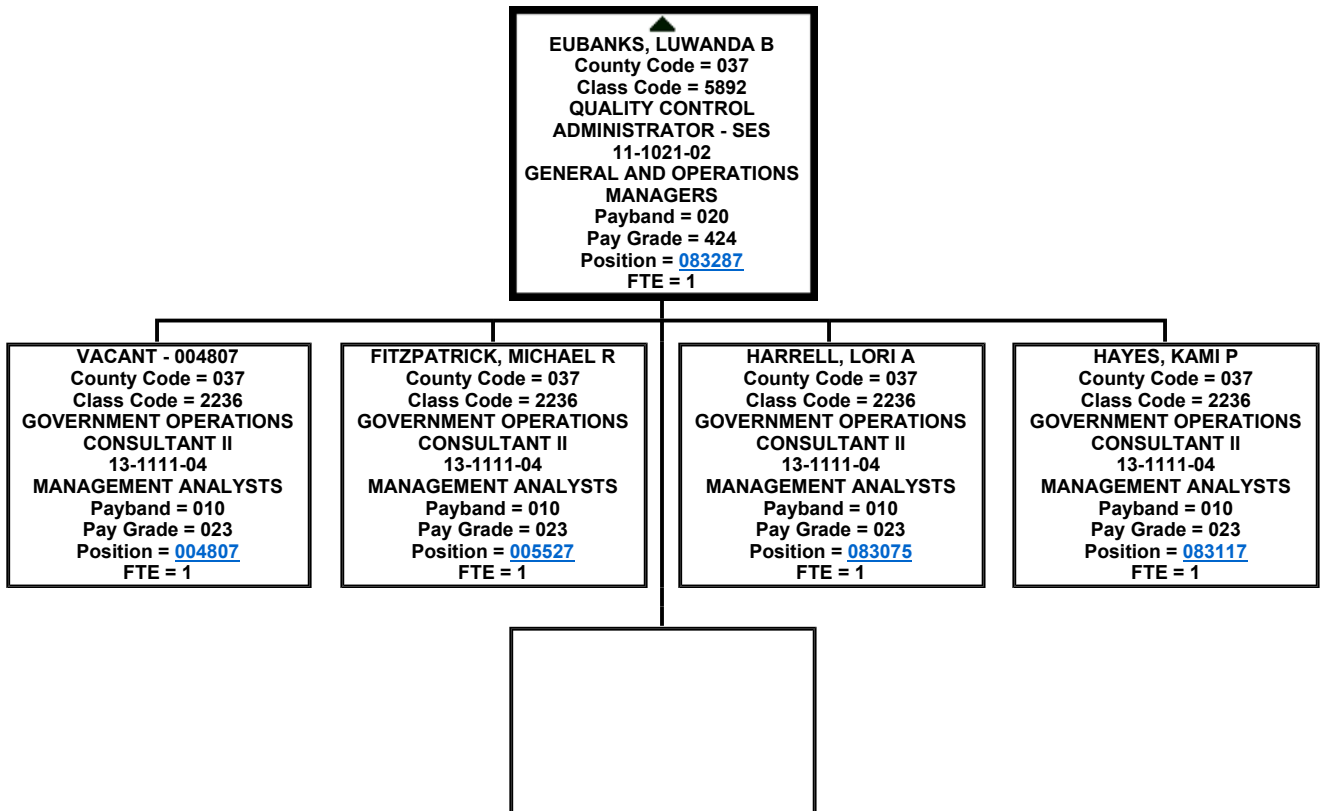 EUBANKS, LUWANDA B
County Code = 037
Class Code = 5892
QUALITY CONTROL
ADMINISTRATOR - SES
11-1021-02
GENERAL AND OPERATIONS
MANAGERS
Payband = 020
Pay Grade = 424
Position = 083287
FTE = 1
VACANT - 004807
County Code = 037
Class Code = 2236
GOVERNMENT OPERATIONS
CONSULTANT II
13-1111-04
MANAGEMENT ANALYSTS
Payband = 010
Pay Grade = 023
Position = 004807
FTE = 1
FITZPATRICK, MICHAEL R
County Code = 037
Class Code = 2236
GOVERNMENT OPERATIONS
CONSULTANT II
13-1111-04
MANAGEMENT ANALYSTS
Payband = 010
Pay Grade = 023
Position = 005527
FTE = 1
HARRELL, LORI A
County Code = 037
Class Code = 2236
GOVERNMENT OPERATIONS
CONSULTANT II
13-1111-04
MANAGEMENT ANALYSTS
Payband = 010
Pay Grade = 023
Position = 083075
FTE = 1
HAYES, KAMI P
County Code = 037
Class Code = 2236
GOVERNMENT OPERATIONS
CONSULTANT II
13-1111-04
MANAGEMENT ANALYSTS
Payband = 010
Pay Grade = 023
Position = 083117
FTE = 1